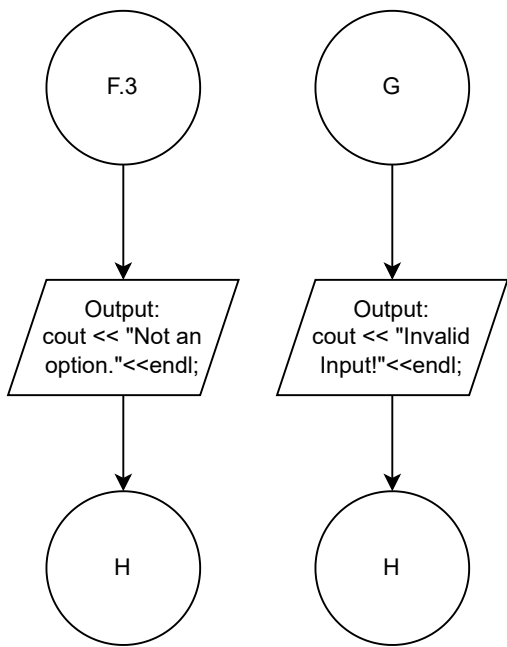 F.3
G
Output:
cout << "Not an
option."<<endl;
Output:
cout << "Invalid
Input!"<<endl;
H
H